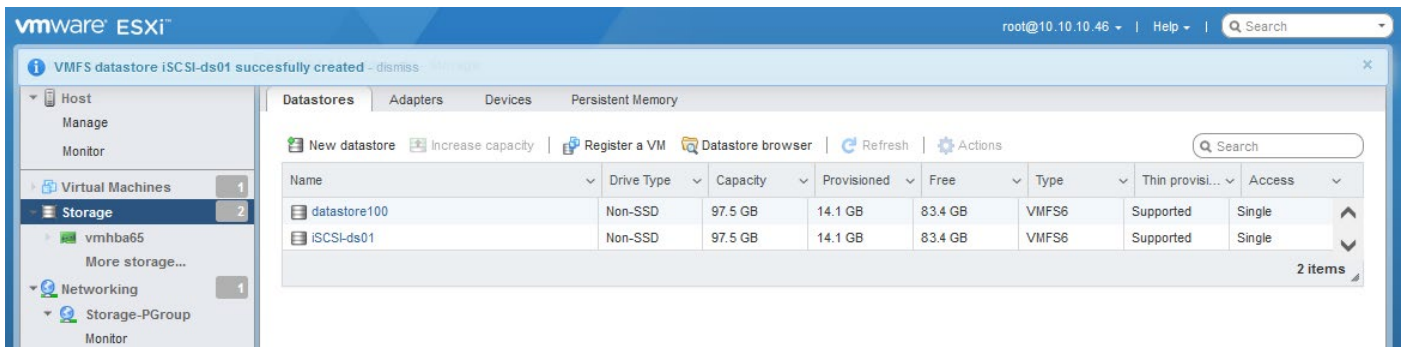 vmware ESXi™
root@10.10.10.46 | Help | Search
VMFS datastore iSCSI-ds01 succesfully created - dismiss
Host
Manage
Monitor
Virtual Machines 1
Storage 2
vmhba65
More storage...
Networking 1
Storage-PGroup
Monitor
Datastores Adapters Devices Persistent Memory
New datastore Increase capacity | Register a VM Datastore browser | Refresh | Actions Search
Name Drive Type Capacity Provisioned Free Type Thin provisi... Access
datastore100 Non-SSD 97.5 GB 14.1 GB 83.4 GB VMFS6 Supported Single
iSCSI-ds01 Non-SSD 97.5 GB 14.1 GB 83.4 GB VMFS6 Supported Single
2 items